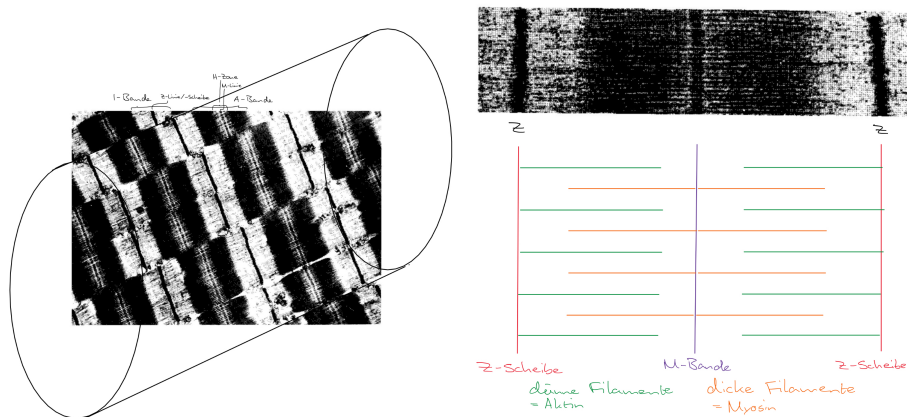 H-Zone
M-Linie
I-Bande
Z-Linie/-scheibe
A-Bande
Z
Z
Z-Scheibe
M-Bande
Z-Scheibe
dünne Filamente
= Aktin
dicke Filamente
= Myosin